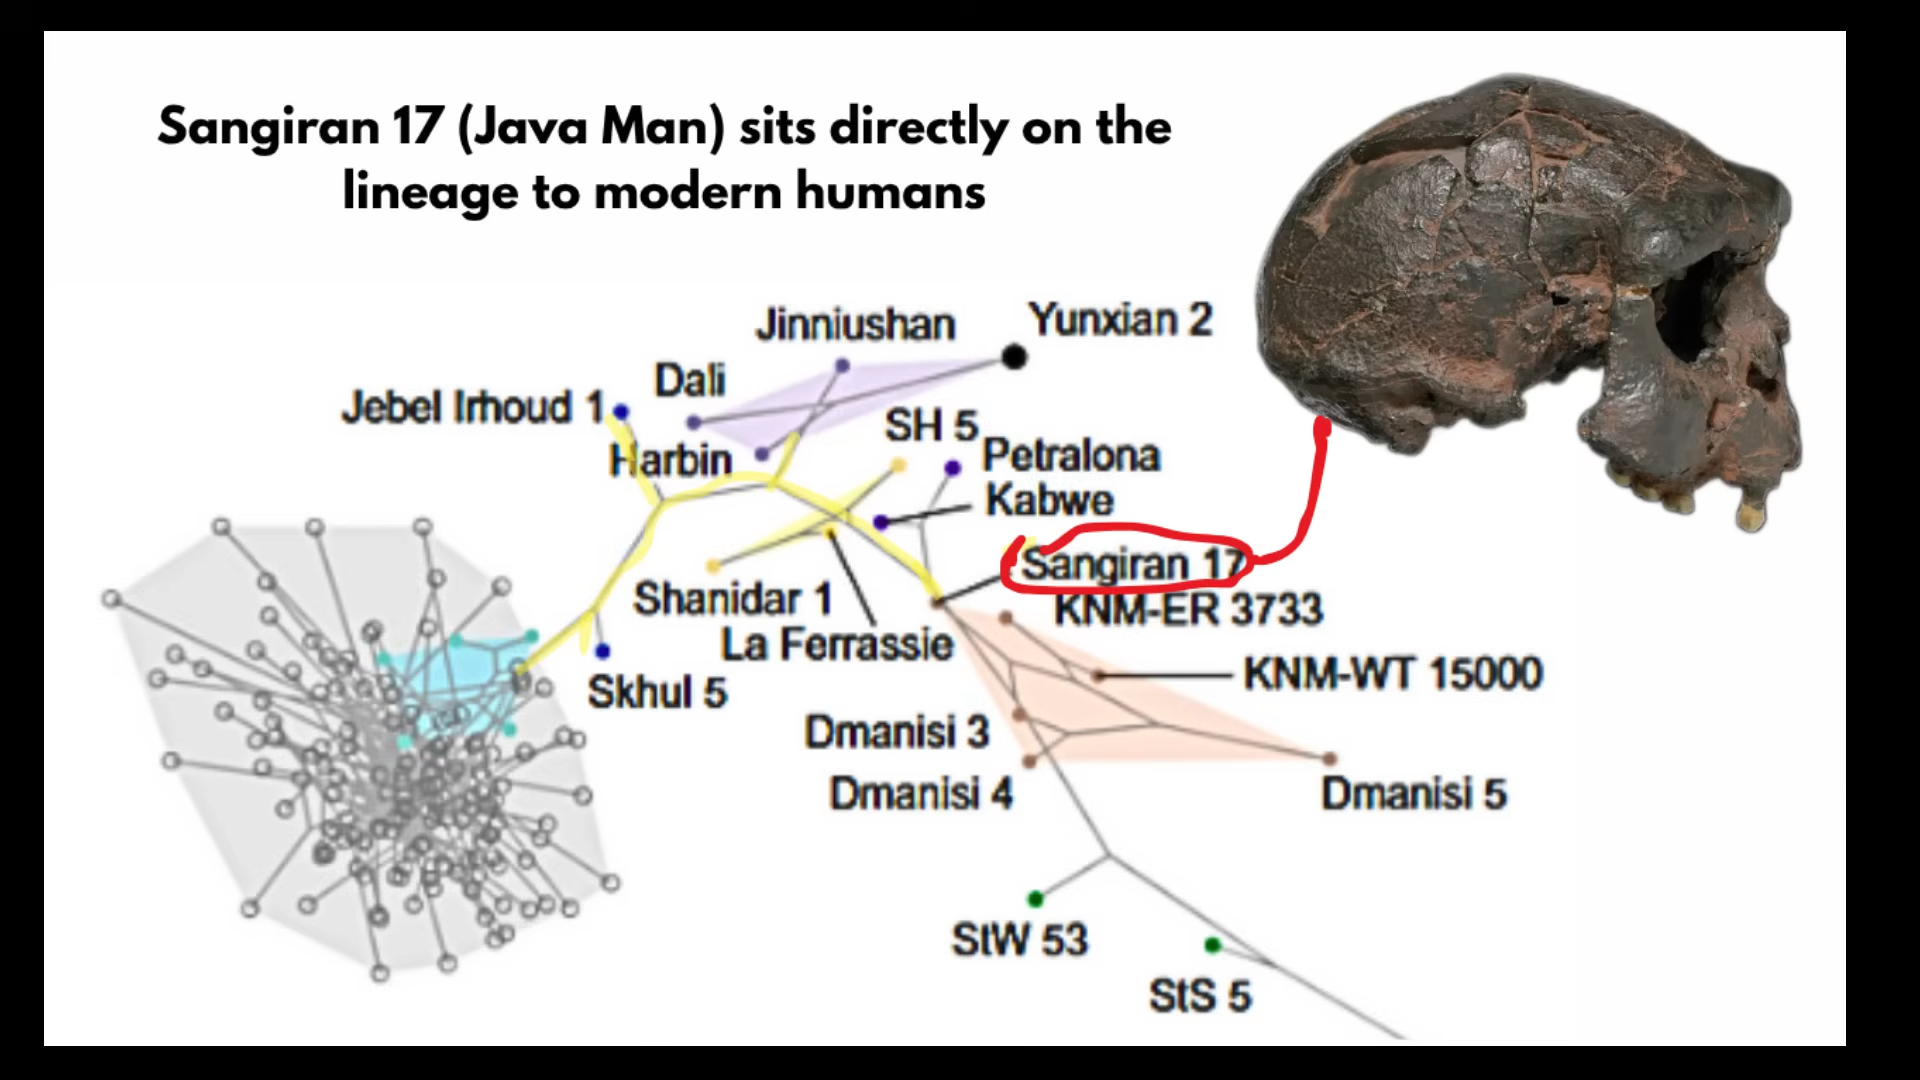 Sangiran 17 (Java Man) sits directly on the
lineage to modern humans
Jinniushan
Yunxian 2
Dali
Jebel Irhoud 1
SH 5
Harbin
Petralona
Kabwe
Sangiran 17
Shanidar 1
KNM-ER 3733
La Ferrassie
KNM-WT 15000
Skhul 5
Dmanisi 3
Dmanisi 4
Dmanisi 5
StW 53
StS 5